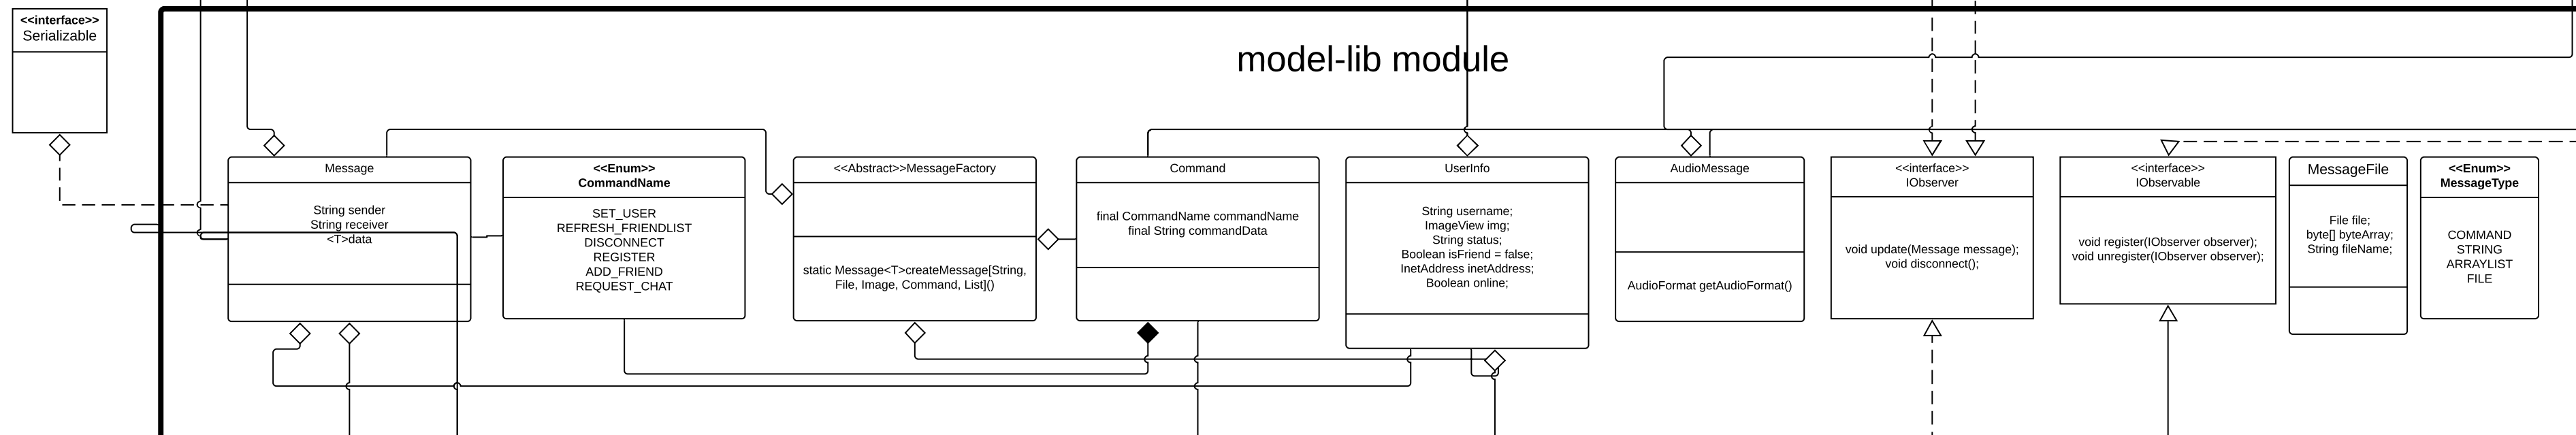 <<interface>>
Serializable
model-lib module
Message
String sender
String receiver
<T>data
<<Enum>>
CommandName
SET_USER
REFRESH_FRIENDLIST
DISCONNECT
REGISTER
ADD_FRIEND
REQUEST_CHAT
<<Abstract>>MessageFactory
static Message<T>createMessage[String,
File, Image, Command, List]()
Command
final CommandName commandName
final String commandData
UserInfo
String username;
ImageView img;
String status;
Boolean isFriend = false;
InetAddress inetAddress;
Boolean online;
AudioMessage
AudioFormat getAudioFormat()
<<interface>>
IObserver
void update(Message message);
void disconnect();
<<interface>>
IObservable
void register(IObserver observer);
void unregister(IObserver observer);
MessageFile
File file;
byte[] byteArray;
String fileName;
<<Enum>>
MessageType
COMMAND
STRING
ARRAYLIST
FILE